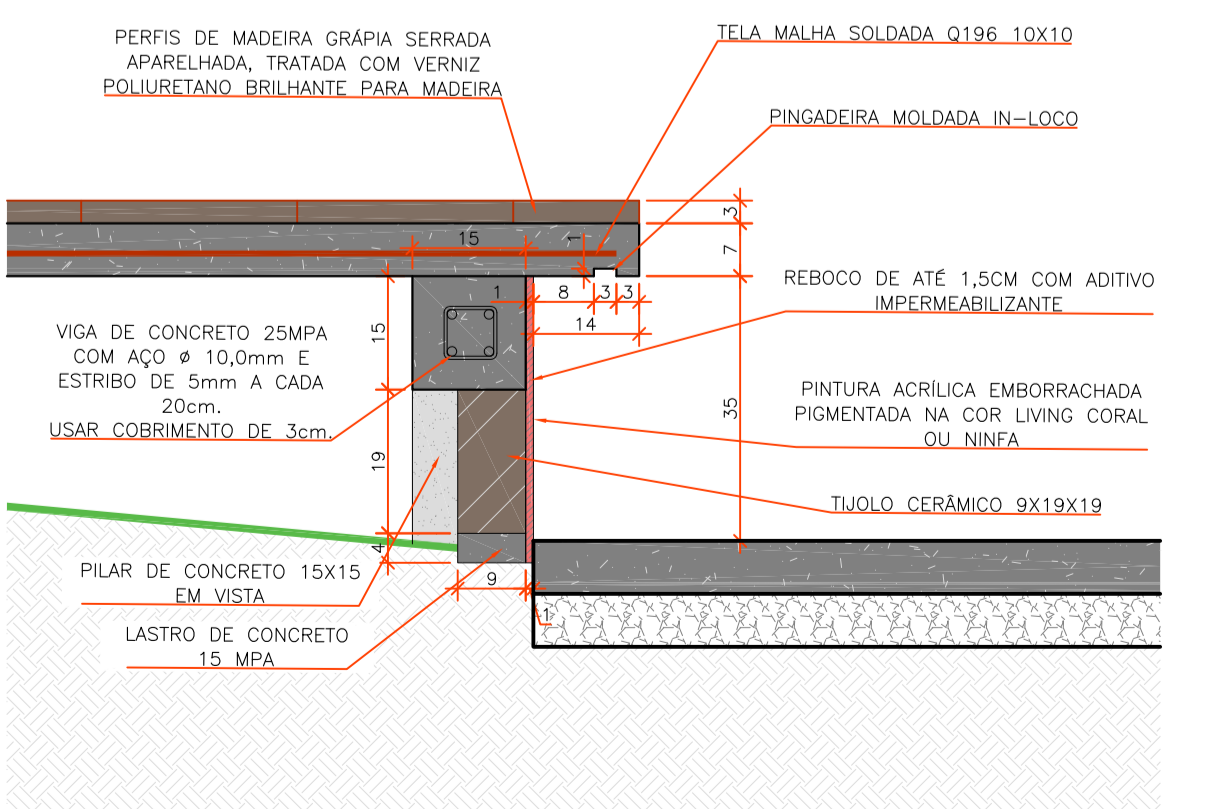 PERFIS DE MADEIRA GRÁPIA SERRADA
APARELHADA, TRATADA COM VERNIZ
POLIURETANO BRILHANTE PARA MADEIRA
TELA MALHA SOLDADA Q196 10X10
PINGADEIRA MOLDADA IN-LOCO
3
7
15
1
1
8
3
3
14
REBOCO DE ATÉ 1,5CM COM ADITIVO
IMPERMEABILIZANTE
VIGA DE CONCRETO 25MPA
COM AÇO ø 10,0mm E
ESTRIBO DE 5mm A CADA
20cm.
USAR COBRIMENTO DE 3cm.
15
35
PINTURA ACRÍLICA EMBORRACHADA
PIGMENTADA NA COR LIVING CORAL
OU NINFA
19
TIJOLO CERÂMICO 9X19X19
4
PILAR DE CONCRETO 15X15
EM VISTA
9
1
LASTRO DE CONCRETO
15 MPA